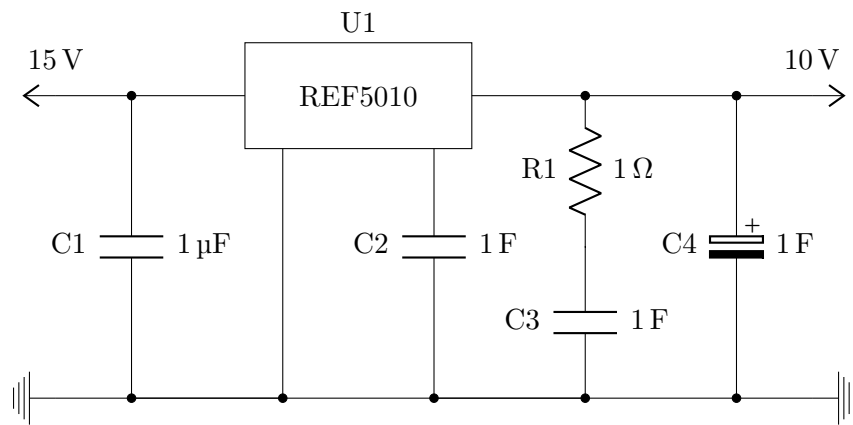 U1
15 V
10 V
REF5010
R1
1 Ω
C1
1 µF
C2
1 F
C4
+
1 F
C3
1 F